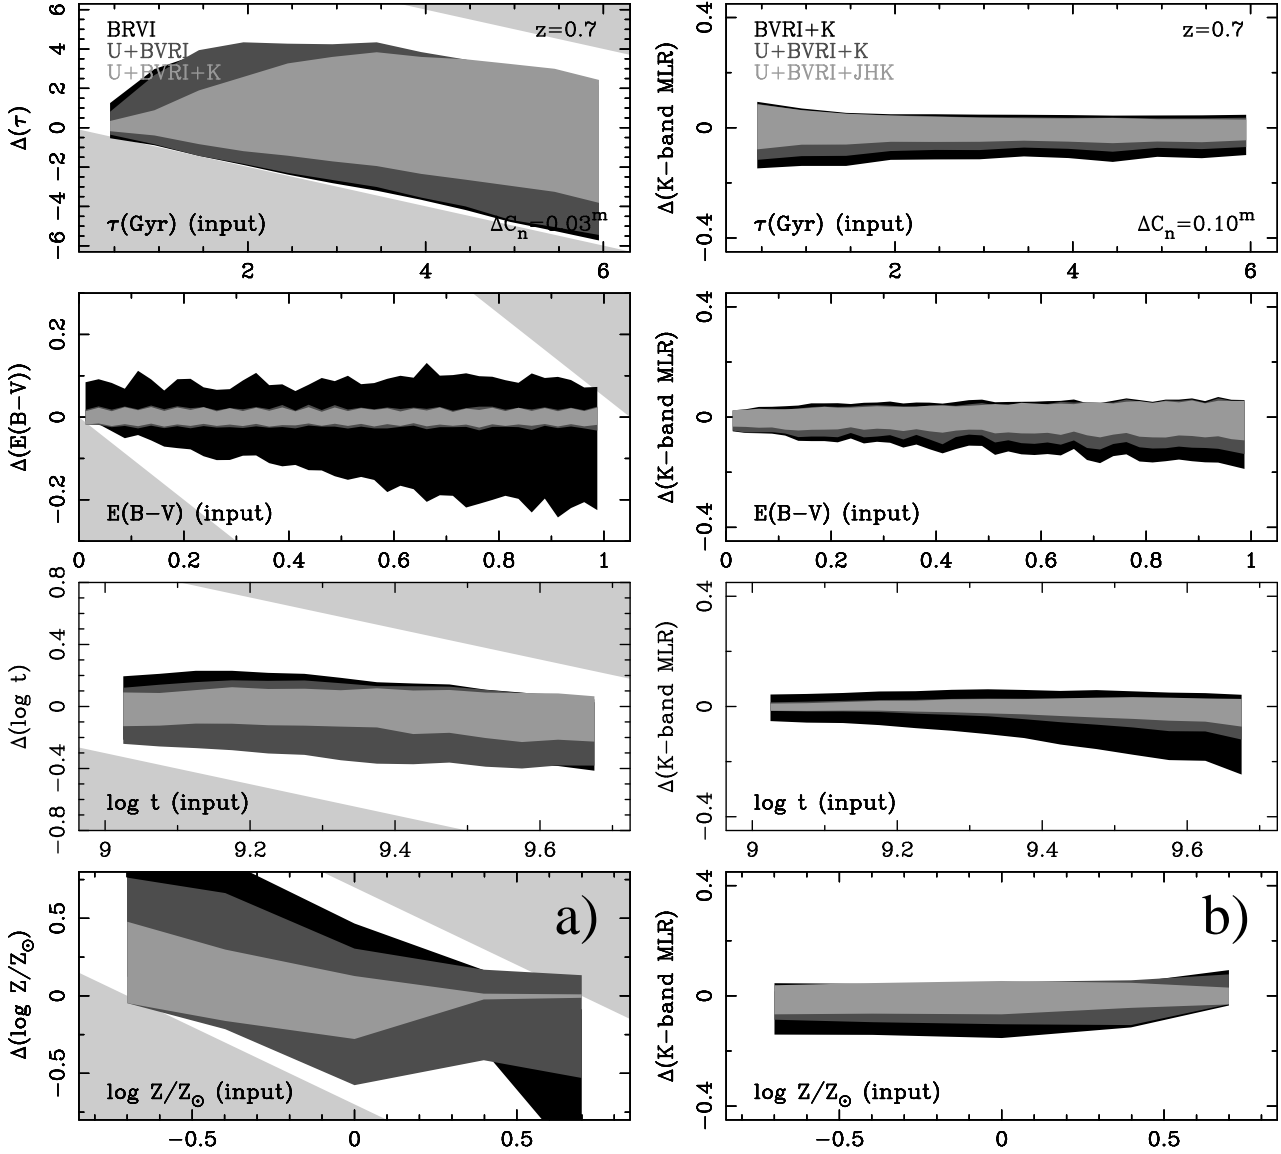 6
4
2
0
−2
−4
−6
Δ(τ)
BRVI
U+BVRI
U+BVRI+K
z=0.7
τ(Gyr) (input)
ΔCn=0.03m
2
4
6
0.4
0
−0.4
Δ(K−band MLR)
BVRI+K
U+BVRI+K
U+BVRI+JHK
z=0.7
τ(Gyr) (input)
ΔCn=0.10m
2
4
6
0.2
0
−0.2
Δ(E(B−V))
E(B−V) (input)
0
0.2
0.4
0.6
0.8
1
0.4
0
−0.4
Δ(K−band MLR)
E(B−V) (input)
0
0.2
0.4
0.6
0.8
1
0.8
0.4
0
−0.4
−0.8
Δ(log t)
log t (input)
9
9.2
9.4
9.6
0.4
0
−0.4
Δ(K−band MLR)
log t (input)
9
9.2
9.4
9.6
0.5
0
−0.5
Δ(log Z/Z⊙)
a)
log Z/Z⊙ (input)
−0.5
0
0.5
0.4
0
−0.4
Δ(K−band MLR)
b)
log Z/Z⊙ (input)
−0.5
0
0.5